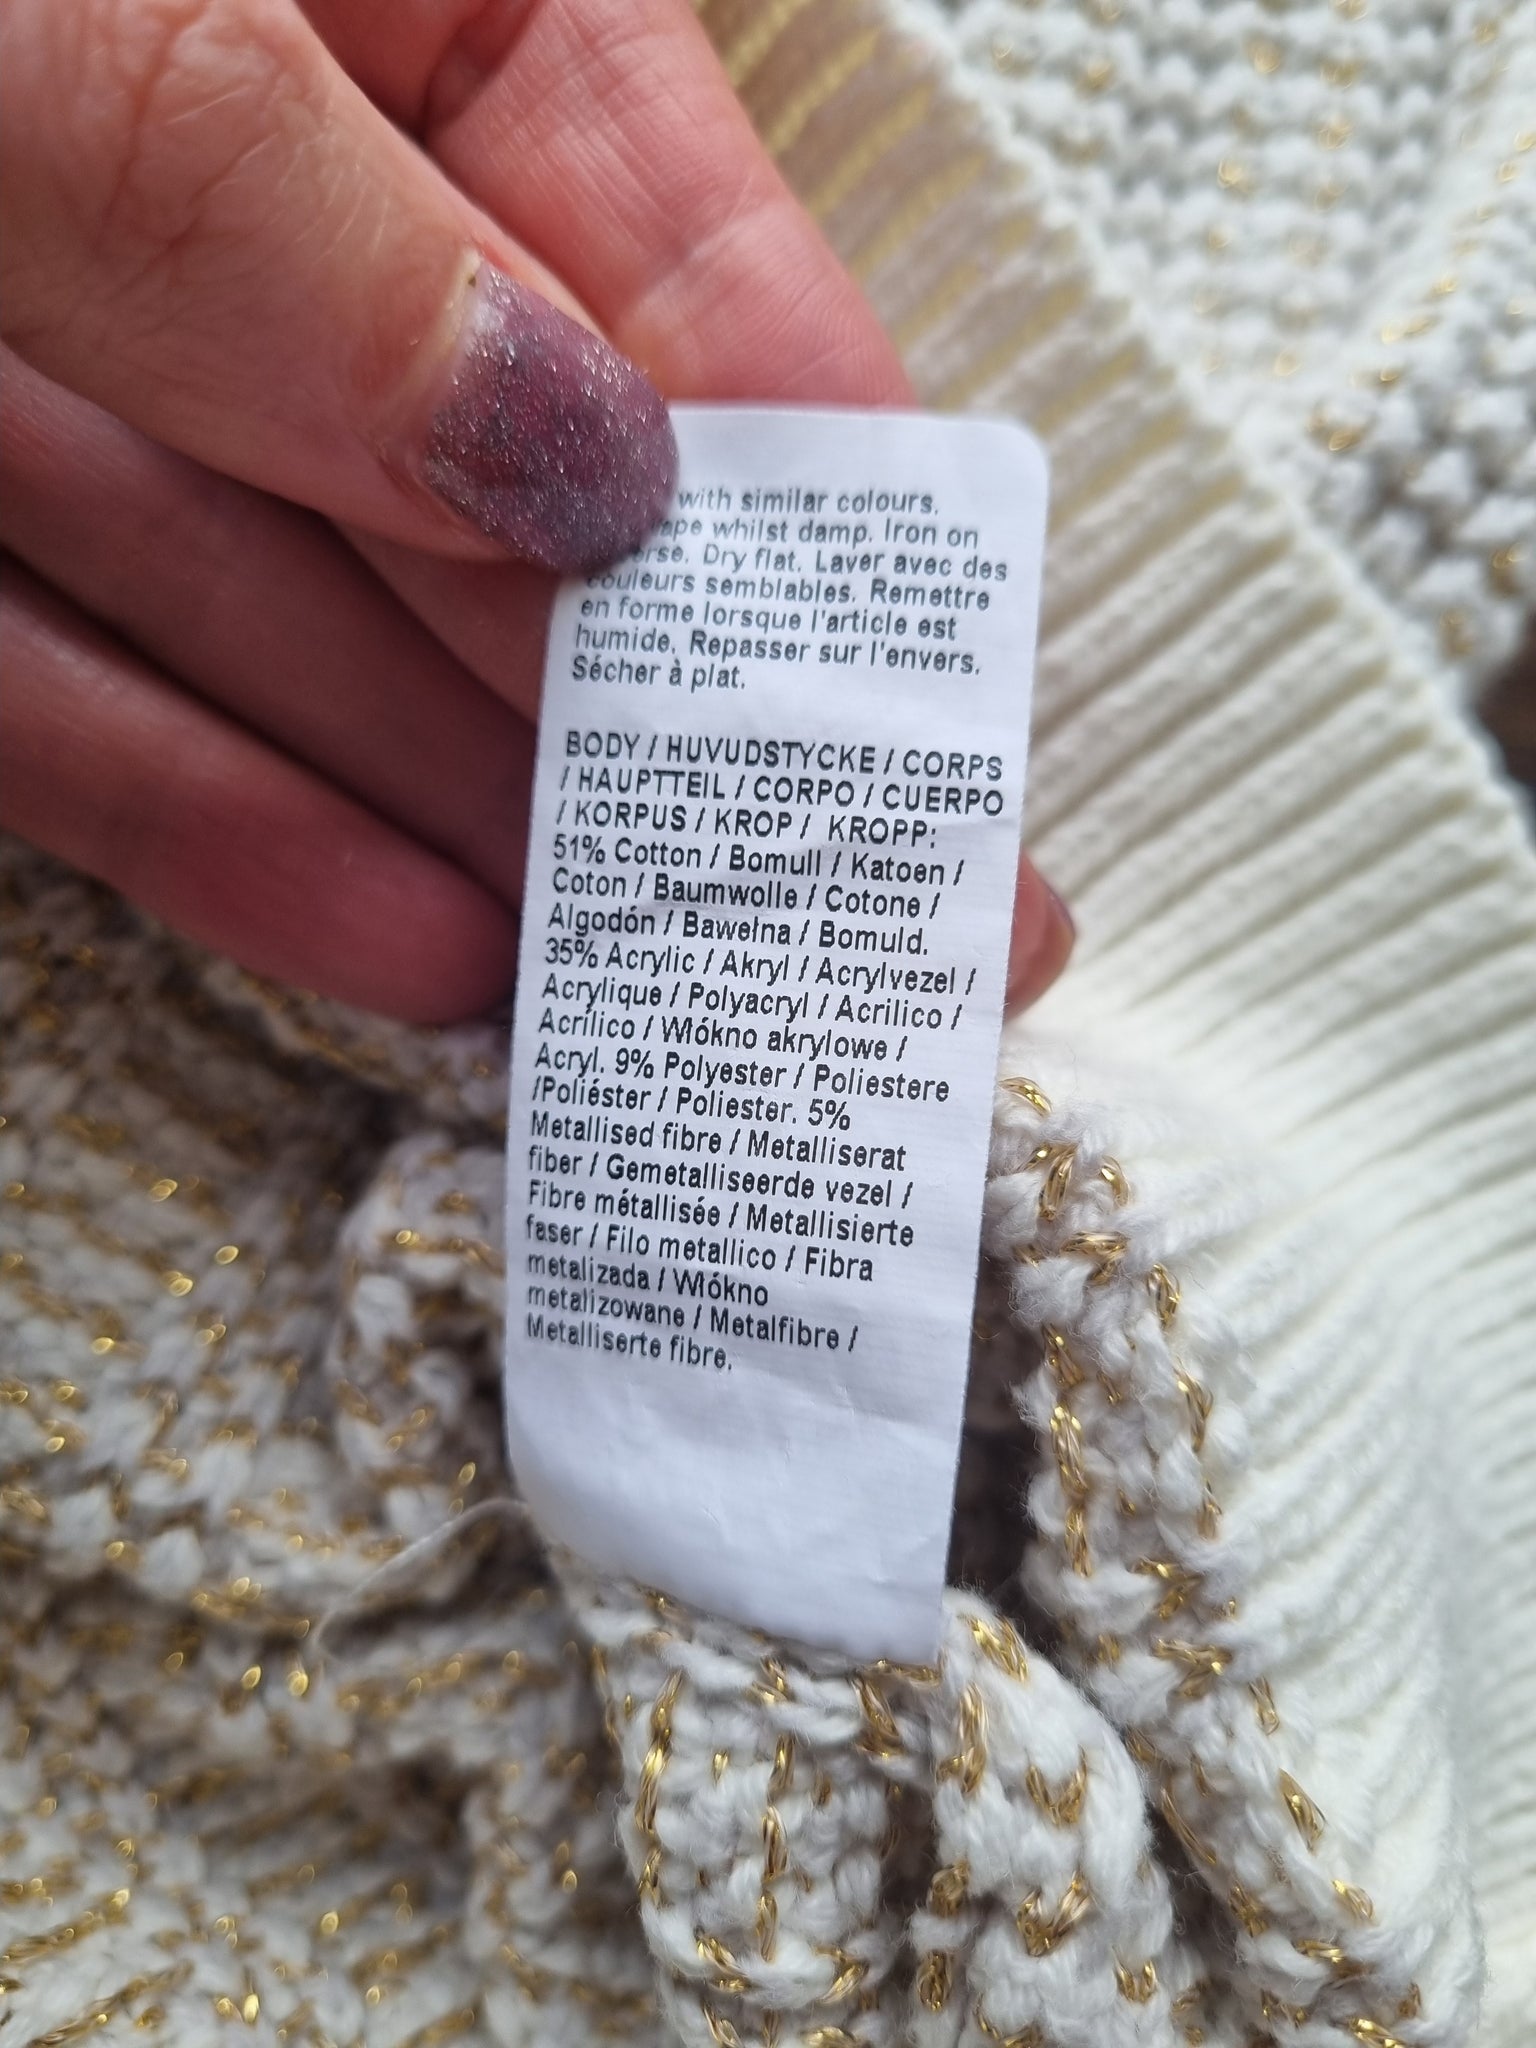 with similar colours.
whilst damp. Iron on
Dry flat. Laver avec des
couleurs semblables. Remettre
en forme lorsque l'article est
humide. Repasser sur l'envers.
Sécher à plat.
BODY / HUVUDSTYCKE / CORPS
/ HAUPTTEIL / CORPO / CUERPO
/ KORPUS / KROP / KROPP:
51% Cotton / Bomull / Katoen /
Coton / Baumwolle / Cotone /
Algodón / Bawełna / Bomuld.
35% Acrylic / Akryl / Acrylvezel /
Acrylique / Polyacryl / Acrilico /
Acrílico / Włókno akrylowe /
Acryl. 9% Polyester / Poliestere
/Poliéster / Poliester. 5%
Metallised fibre / Metalliserat
fiber / Gemetalliseerde vezel /
Fibre métallisée / Metallisierte
faser / Filo metallico / Fibra
metalizada / Włókno
metalizowane / Metalfibre /
Metalliserte fibre.